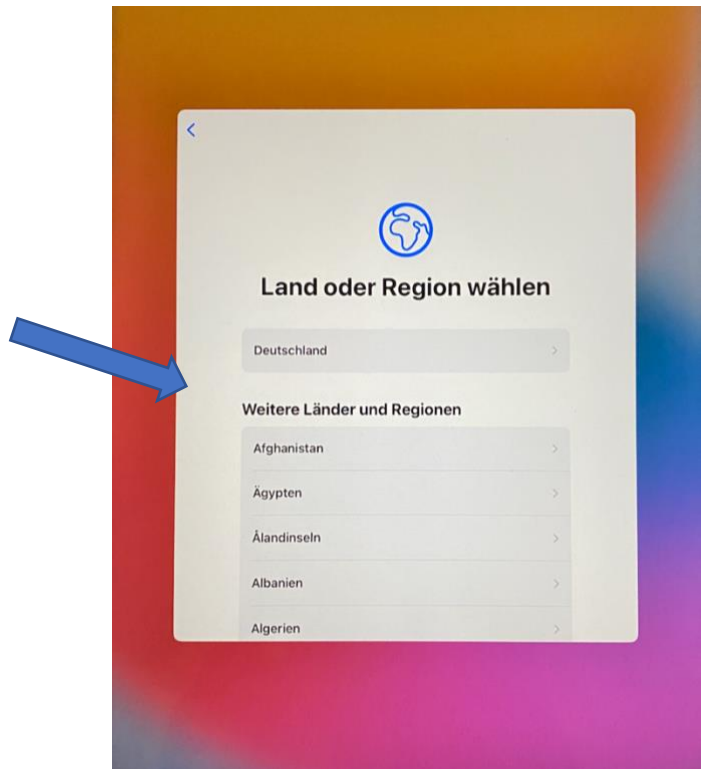 Land oder Region wählen
Deutschland
Weitere Länder und Regionen
Afghanistan
Ägypten
Ålandinseln
Albanien
Algerien